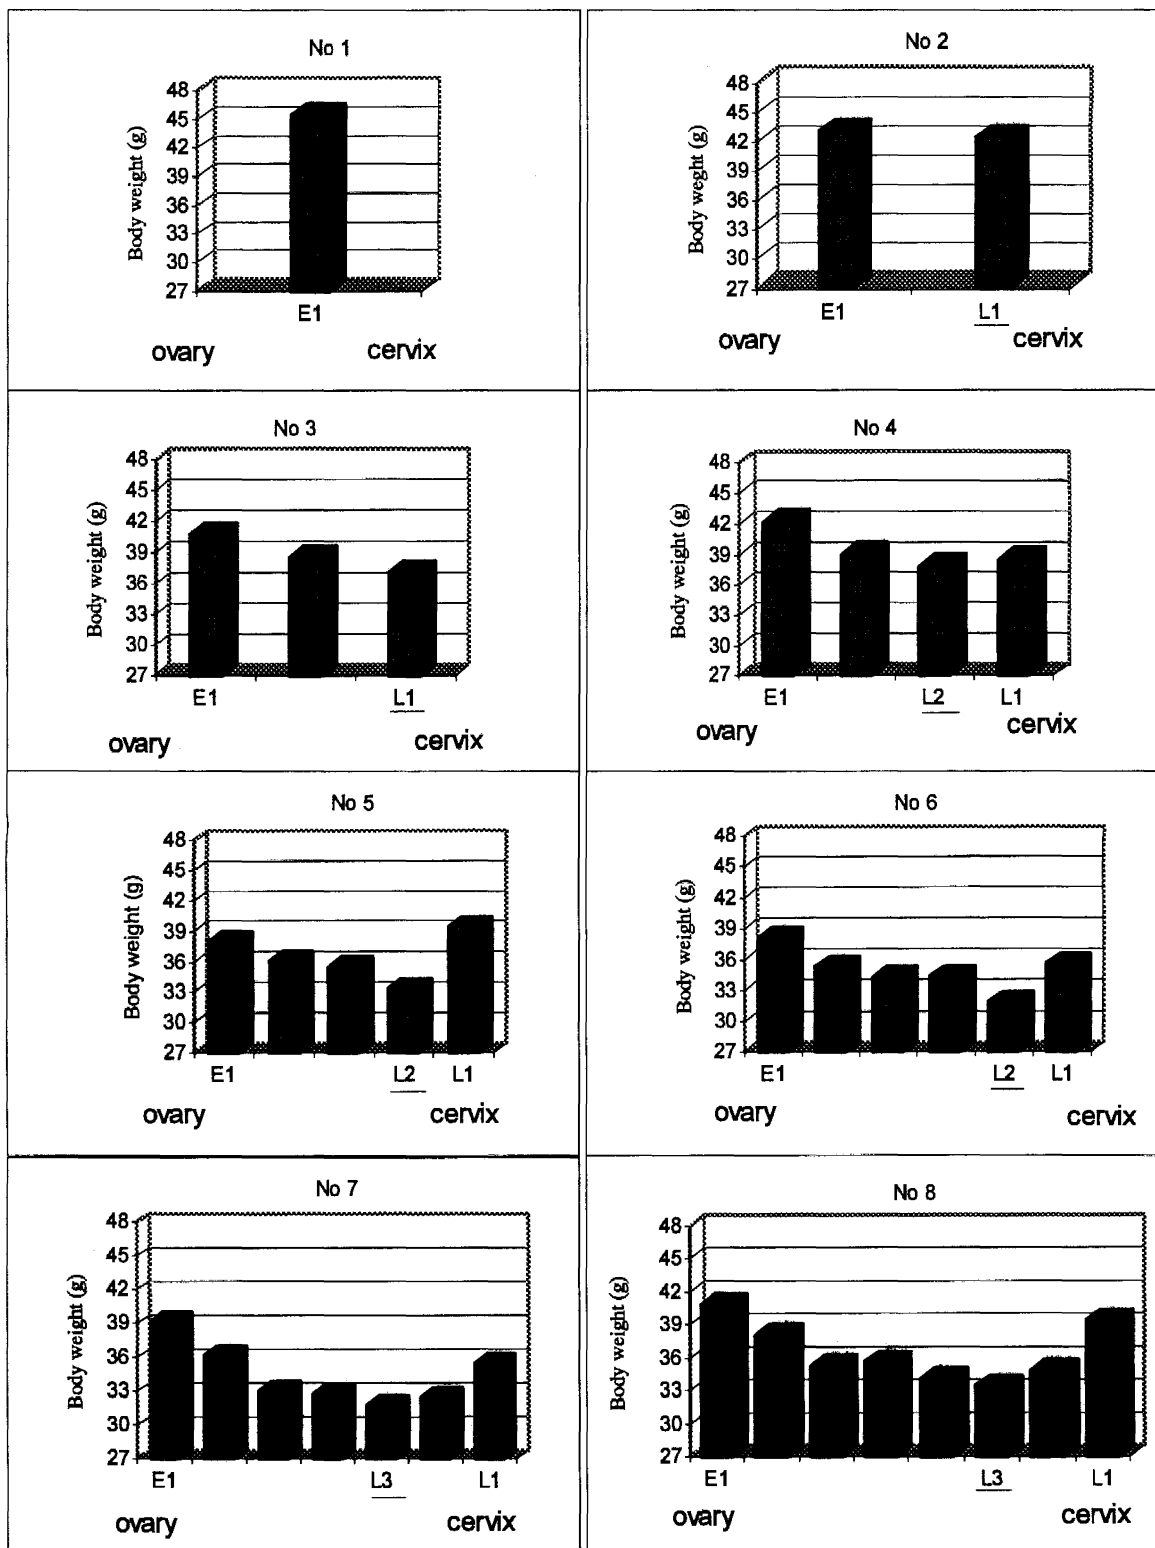 No 1
Body weight (g)
48
45
42
39
36
33
30
27
E1
ovary cervix
No 2
Body weght (g)
48
45
42
39
36
33
30
27
E1 L1
ovary cervix
No 3
Body weight (g)
48
45
42
39
36
33
30
27
E1 L1
ovary cervix
No 4
Body weight (g)
48
45
42
39
36
33
30
27
E1 L2 L1
ovary cervix
No 5
Body weight (g)
48
45
42
39
36
33
30
27
E1 L2 L1
ovary cervix
No 6
Body weight (g)
48
45
42
39
36
33
30
27
E1 L2 L1
ovary cervix
No 7
Body weight (g)
48
45
42
39
36
33
30
27
E1 L3 L1
ovary cervix
No 8
Body weight (g)
48
45
42
39
36
33
30
27
E1 L3 L1
ovary cervix